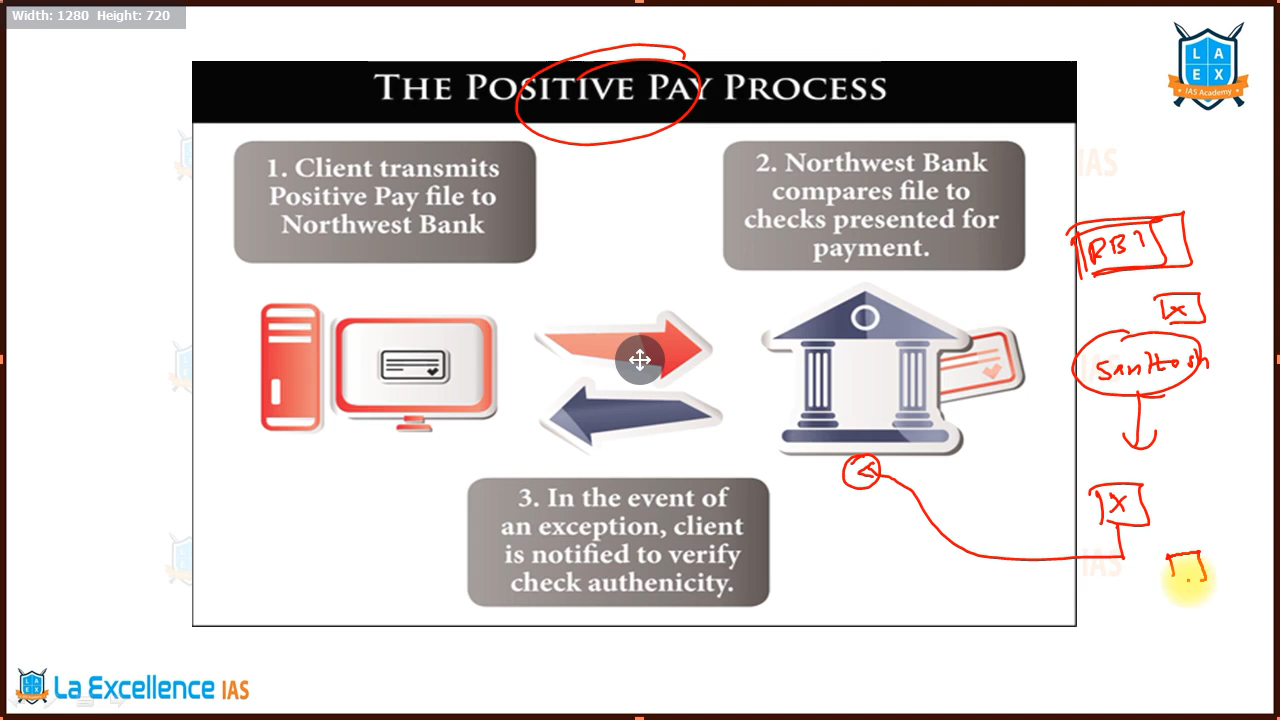 Width: 1280 Height: 720
THE POSITIVE PAY PROCESS
L A
E X
IAS Academy
1. Client transmits
Positive Pay file to
Northwest Bank
2. Northwest Bank
compares file to
checks presented for
payment.
IAS
RBI
X
Santosh
3. In the event of
an exception, client
is notified to verify
check authenicity.
X
IAS
La Excellence IAS